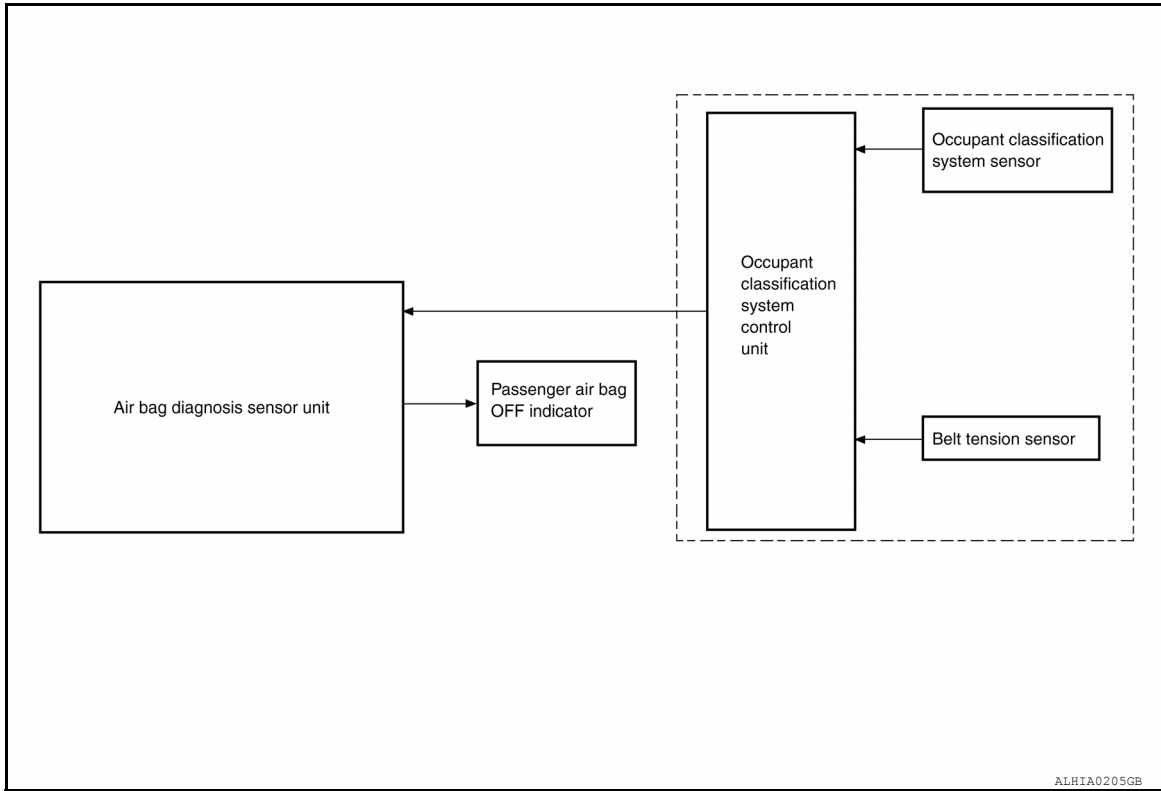 Occupant classification
system sensor
Occupant
classification
system
control
unit
Air bag diagnosis sensor unit
Passenger air bag
OFF indicator
Belt tension sensor
ALHIA0205GB